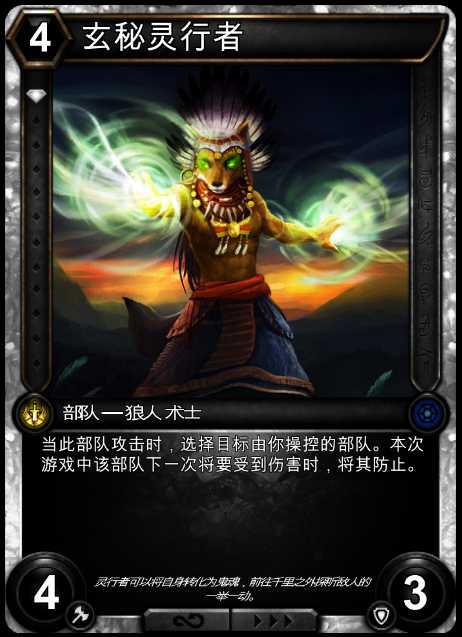 4
玄秘灵行者
部队 — 狼人 术士
当此部队攻击时，选择目标由你操控的部队。本次
游戏中该部队下一次将要受到伤害时，将其防止。
灵行者可以将自身转化为鬼魂，前往千里之外探听敌人的
一举一动。
4
3